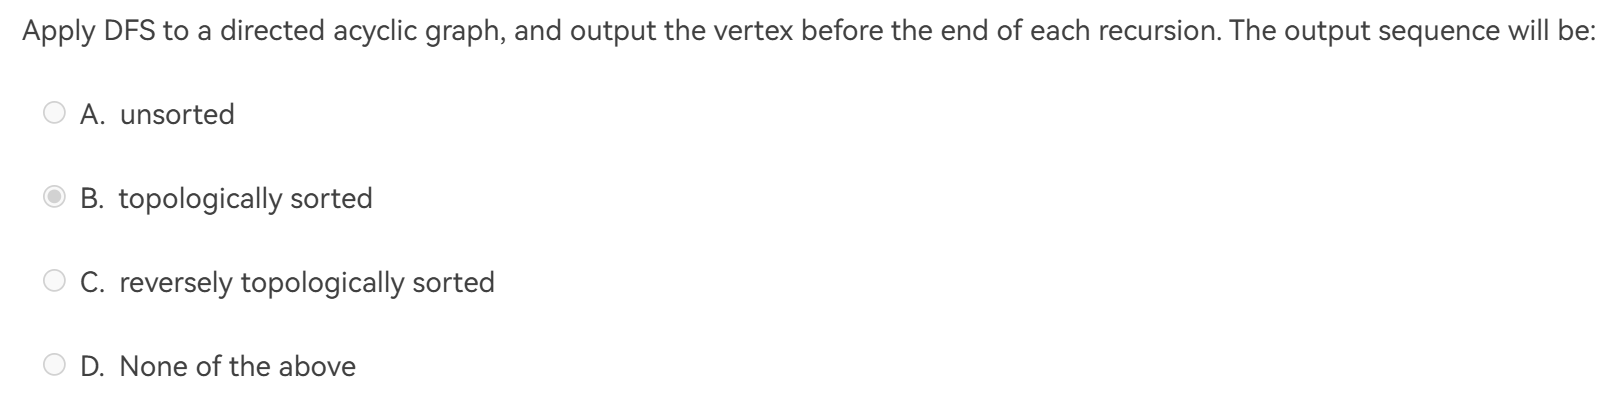 Apply DFS to a directed acyclic graph, and output the vertex before the end of each recursion. The output sequence will be:
A. unsorted
B. topologically sorted
C. reversely topologically sorted
D. None of the above